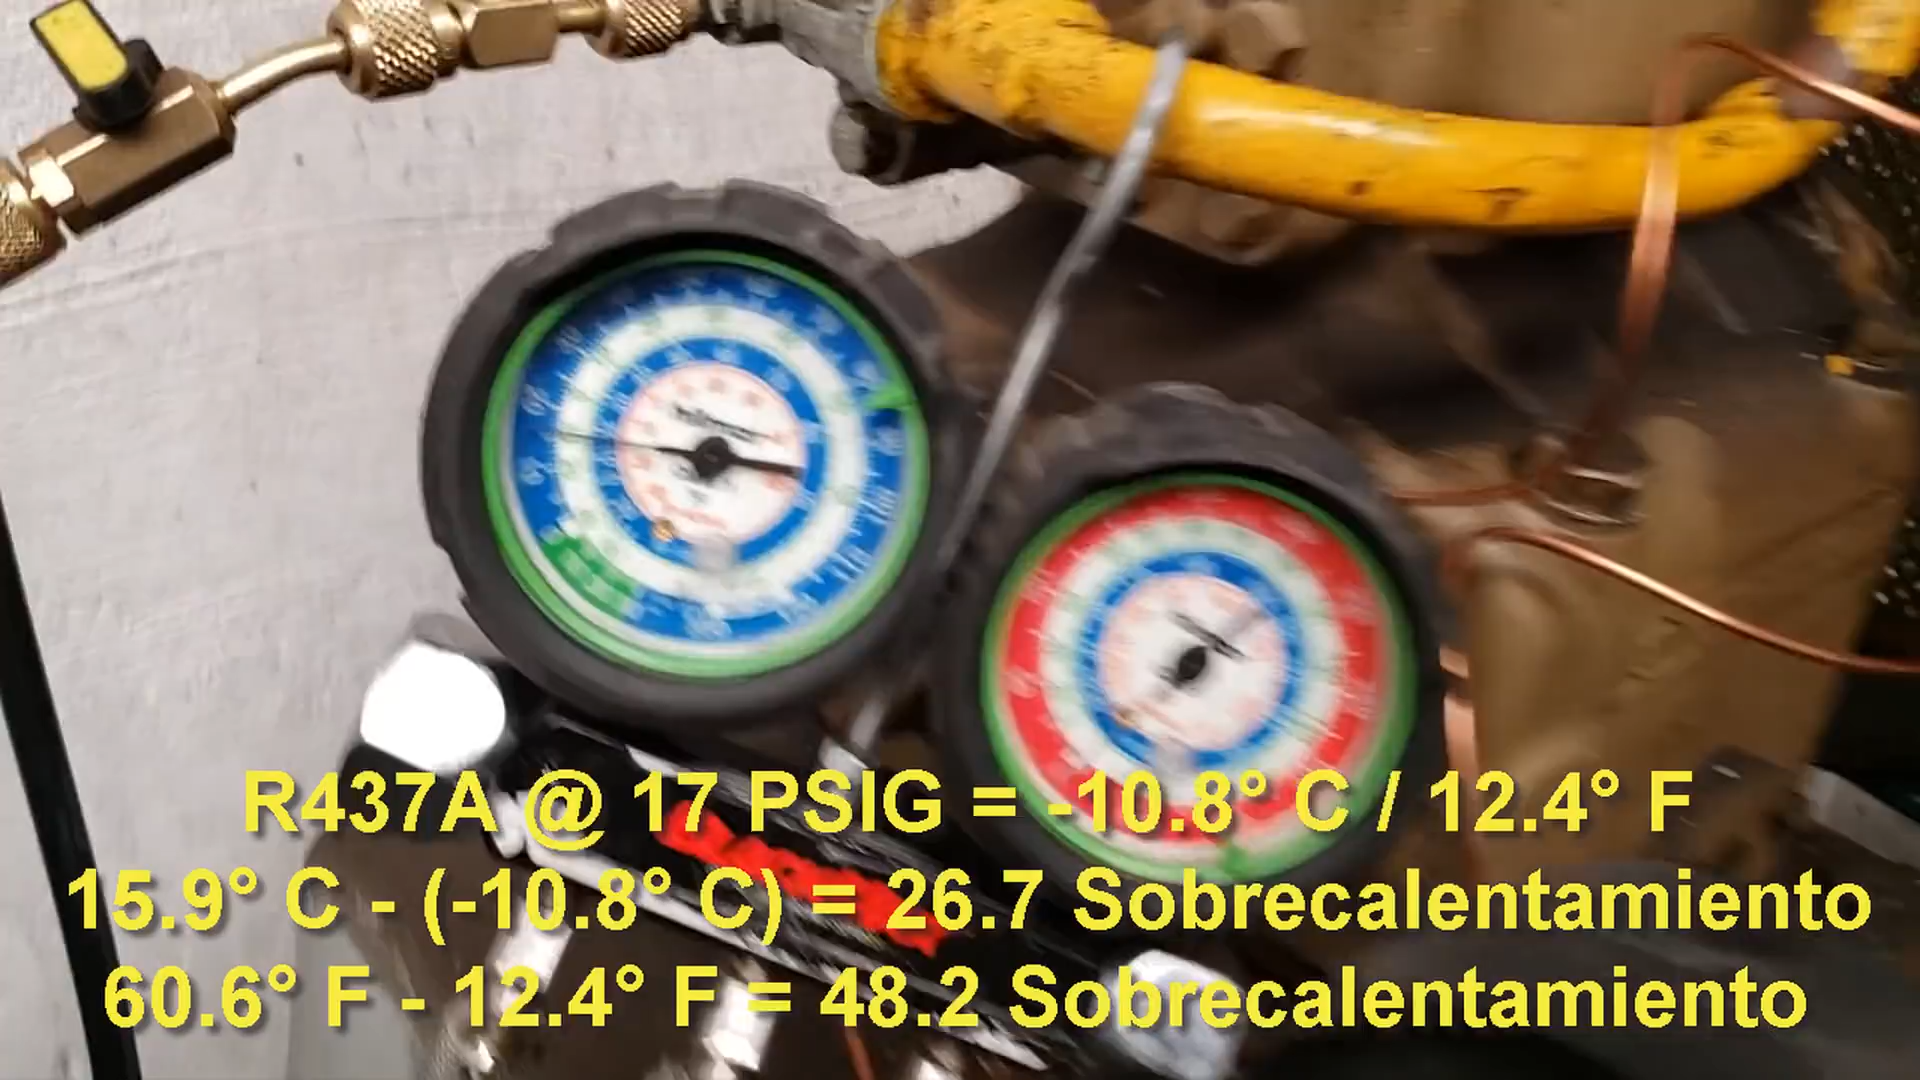 R437A @ 17 PSIG = -10.8° C / 12.4° F
15.9° C - (-10.8° C) = 26.7 Sobrecalentamiento
60.6° F - 12.4° F = 48.2 Sobrecalentamiento